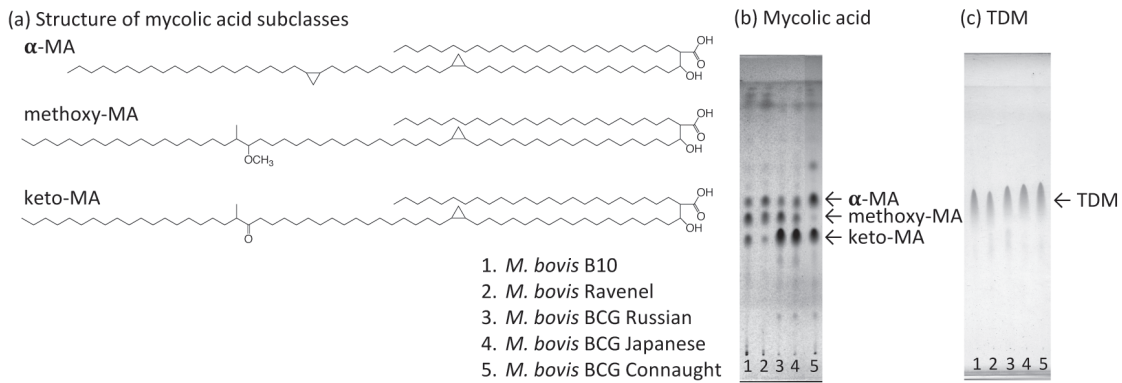 (a) Structure of mycolic acid subclasses
α-MA
OH
O
OH
methoxy-MA
OH
O
OH
OCH3
keto-MA
OH
O
OH
O
1. M. bovis B10
2. M. bovis Ravenel
3. M. bovis BCG Russian
4. M. bovis BCG Japanese
5. M. bovis BCG Connaught
(b) Mycolic acid
← α-MA
← methoxy-MA
← keto-MA
1 2 3 4 5
(c) TDM
← TDM
1 2 3 4 5